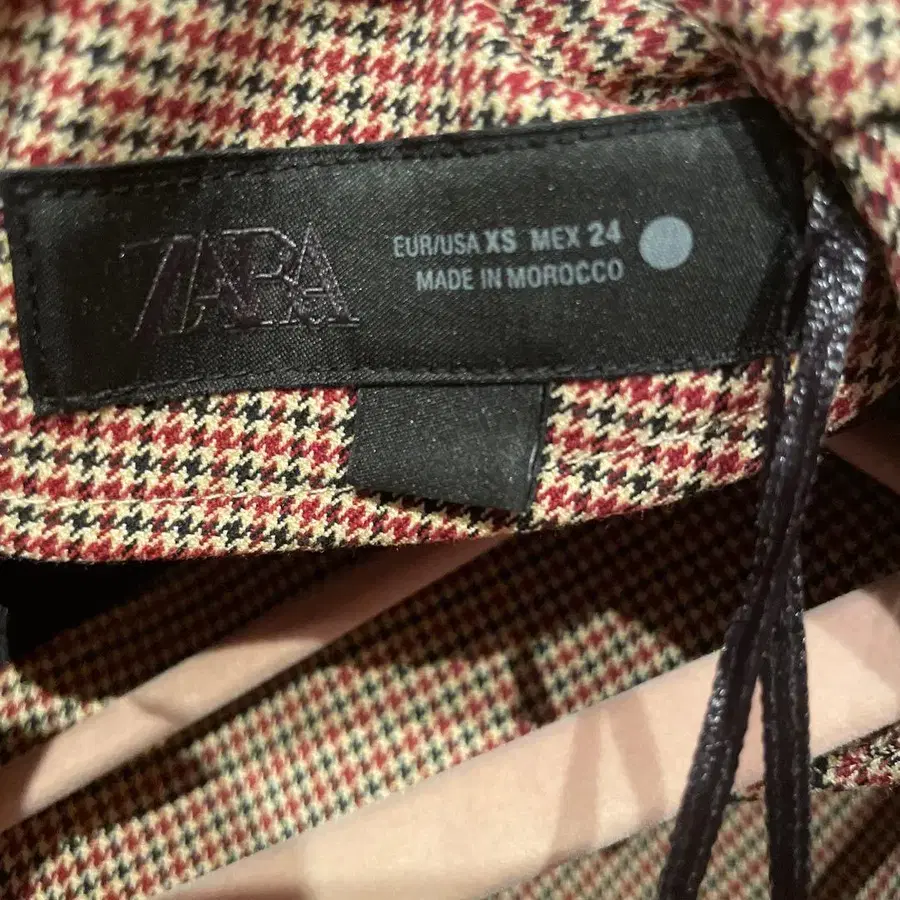 ZARA
EUR/USA XS MEX 24
MADE IN MOROCCO